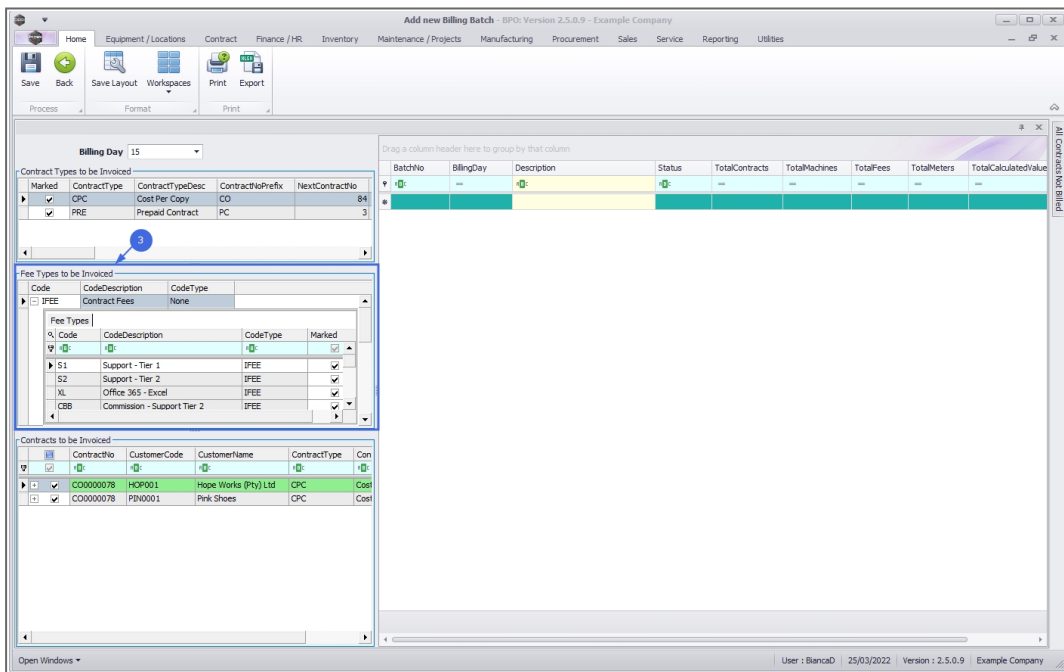 Add new Billing Batch - BPO: Version 2.5.0.9 - Example Company
Home Equipment / Locations Contract Finance / HR Inventory Maintenance / Projects Manufacturing Procurement Sales Service Reporting Utilities
Save Back Save Layout Workspaces Print Export
Process Format Print
Billing Day 15
Contract Types to be Invoiced
Marked ContractType ContractTypeDesc ContractNoPrefix NextContractNo
CPC Cost Per Copy CO 84
PRE Prepaid Contract PC 3
3
Fee Types to be Invoiced
Code CodeDescription CodeType
IFEE Contract Fees None
Fee Types
Code CodeDescription CodeType Marked
S1 Support - Tier 1 IFEE
S2 Support - Tier 2 IFEE
XL Office 365 - Excel IFEE
CBB Commission - Support Tier 2 IFEE
Contracts to be Invoiced
ContractNo CustomerCode CustomerName ContractType Con
CO0000078 HOP001 Hope Works (Pty) Ltd CPC Cost
CO0000078 PIN0001 Pink Shoes CPC Cost
Drag a column header here to group by that column
BatchNo BillingDay Description Status TotalContracts TotalMachines TotalFees TotalMeters TotalCalculatedValue
All Contracts Not Billed
Open Windows
User : BiancaD 25/03/2022 Version : 2.5.0.9 Example Company